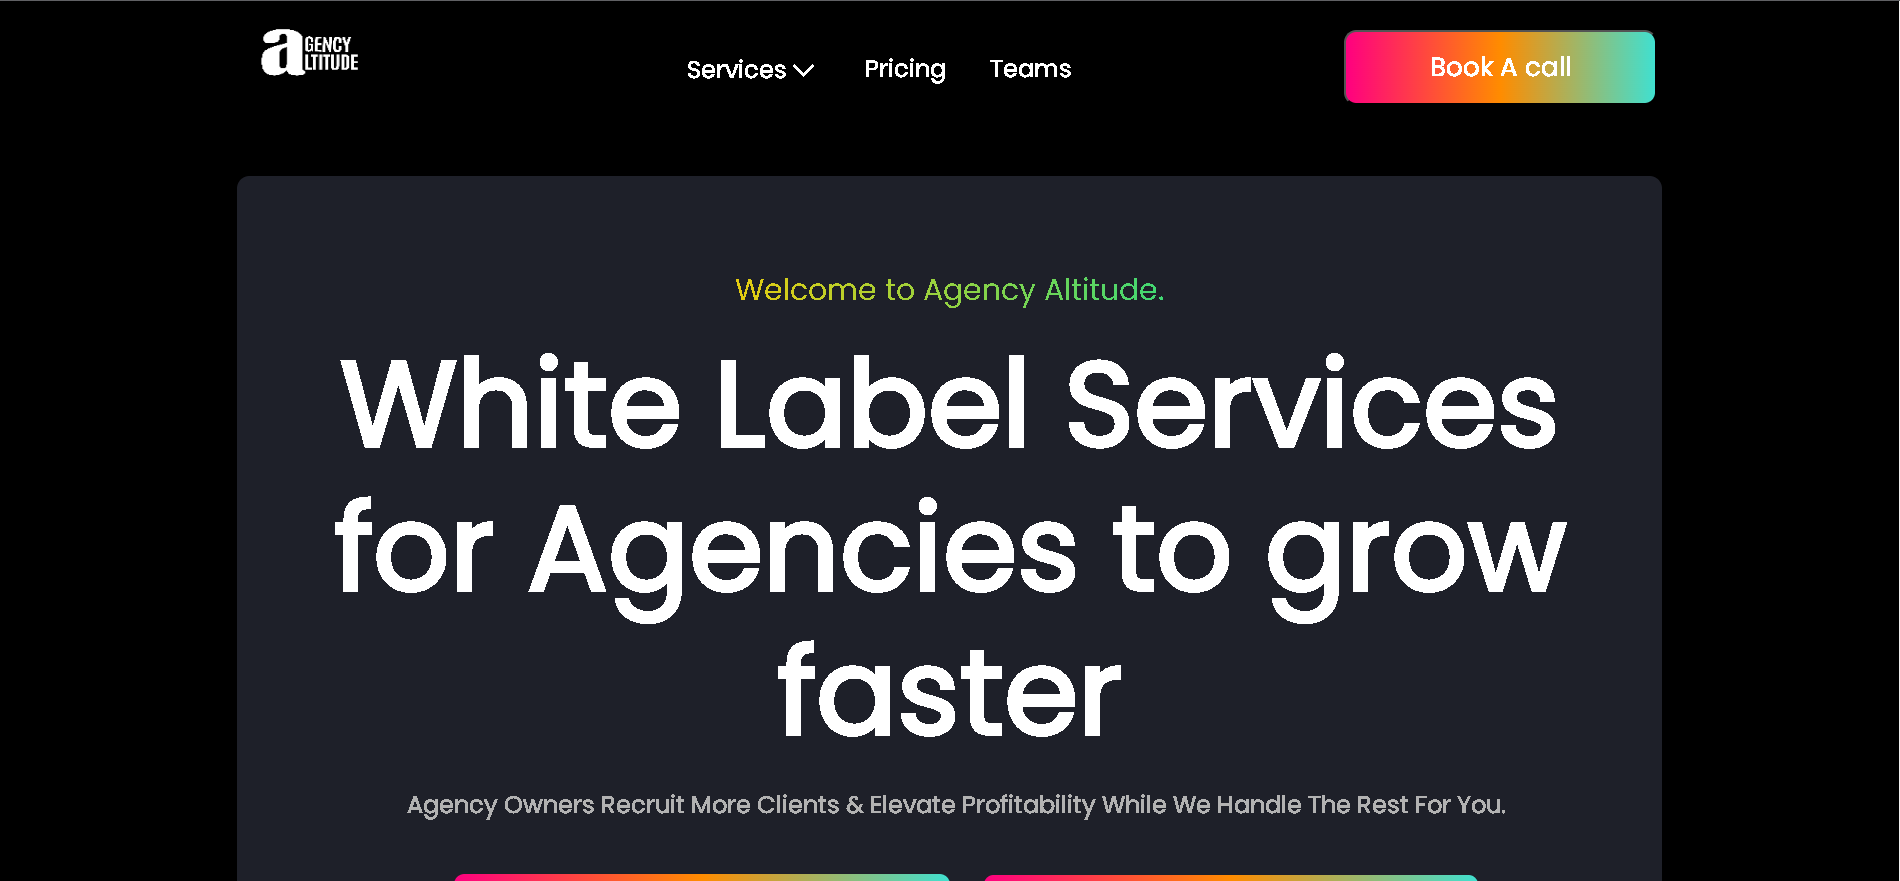 aGENCY
LTITUDE
Services
Pricing
Teams
Book A call
Welcome to Agency Altitude.
White Label Services
for Agencies to grow
faster
Agency Owners Recruit More Clients & Elevate Profitability While We Handle The Rest For You.